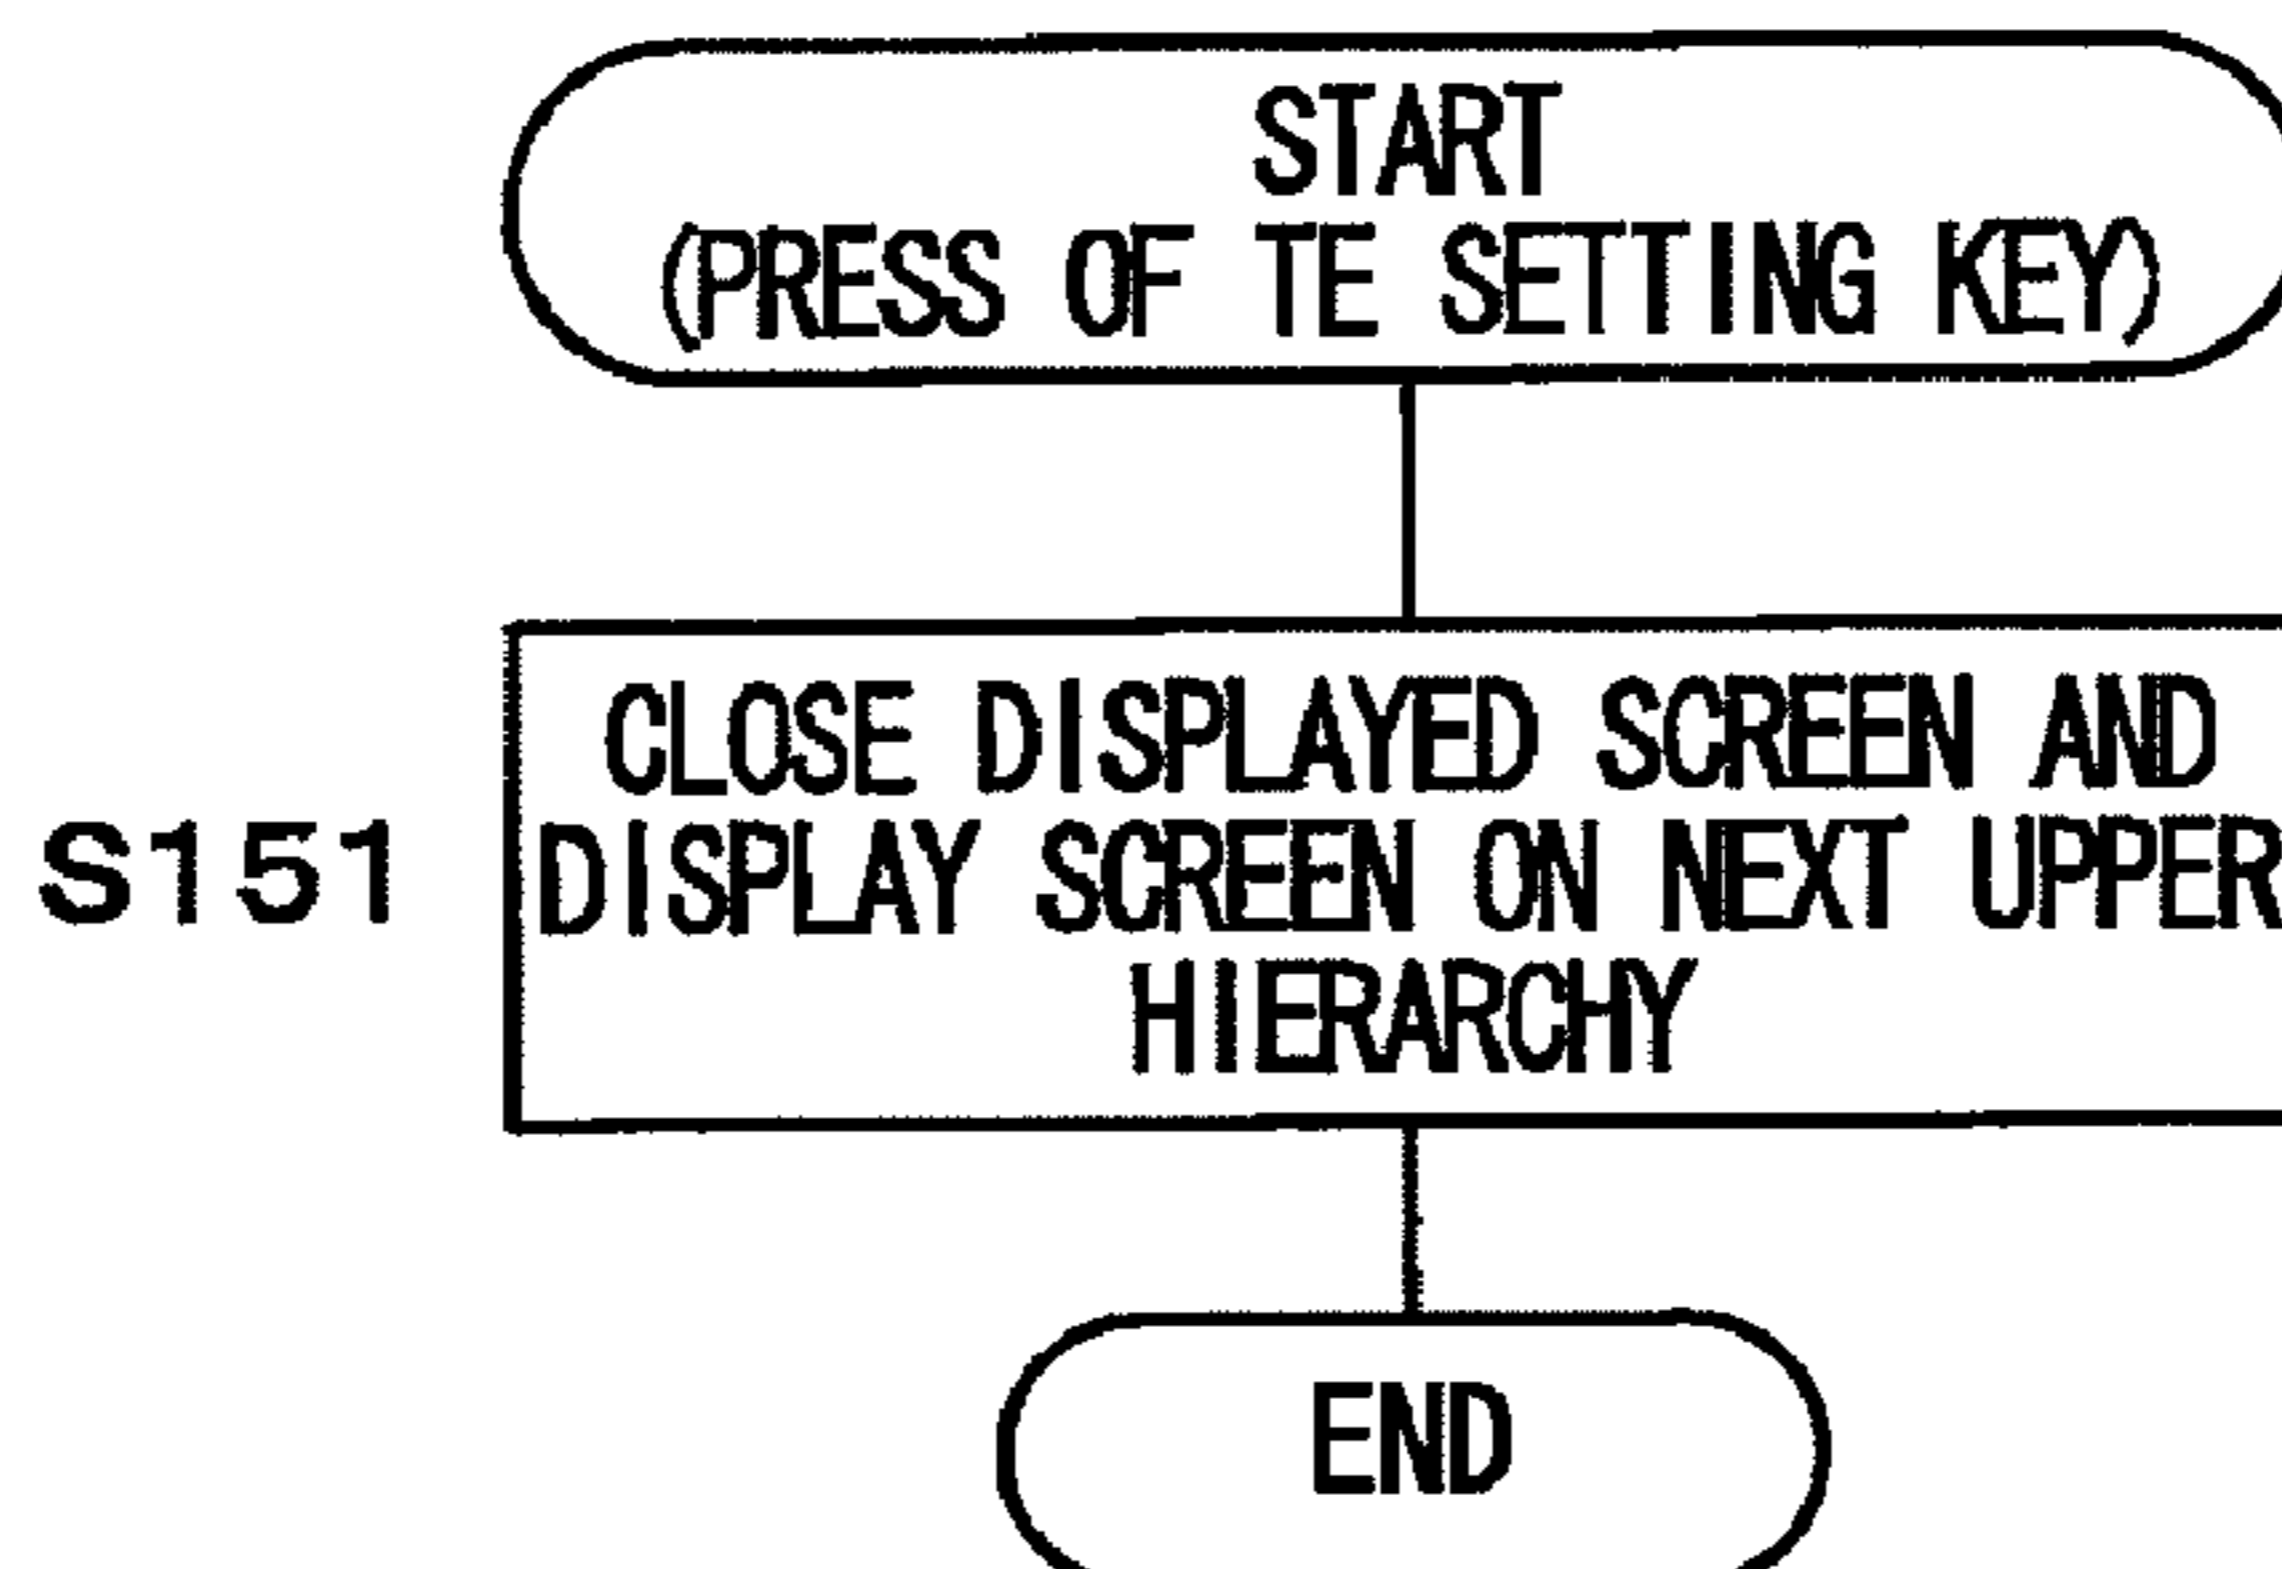 START
(PRESS OF TE SETTING KEY)
CLOSE DISPLAYED SCREEN AND
S151 DISPLAY SCREEN ON NEXT UPPER
HIERARCHY
END